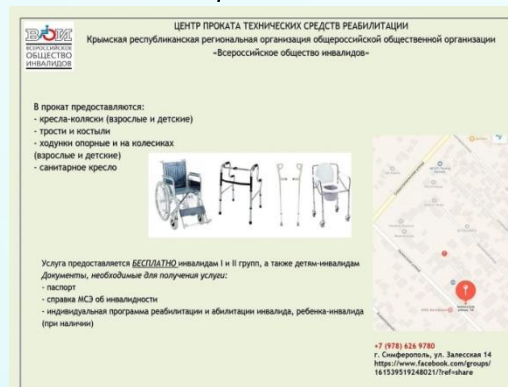 ЦЕНТР ПРОКАТА ТЕХНИЧЕСКИХ СРЕДСТВ РЕАБИЛИТАЦИИ
Крымская республиканская региональная организация общероссийской общественной организации
«Всероссийское общество инвалидов»
ВОИ
ВСЕРОССИЙСКОЕ
ОБЩЕСТВО
ИНВАЛИДОВ
В прокат предоставляются:
- кресла-коляски (взрослые и детские)
- трости и костыли
- ходунки опорные и на колесиках
(взрослые и детские)
- санитарное кресло
Услуга предоставляется БЕСПЛАТНО инвалидам I и II групп, а также детям-инвалидам
Документы, необходимые для получения услуги:
- паспорт
- справка МСЭ об инвалидности
- индивидуальная программа реабилитации и абилитации инвалида, ребенка-инвалида
(при наличии)
+7 (978) 626 9780
г. Симферополь, ул. Залесская 14
https://www.facebook.com/groups/
161539519248021/?ref=share